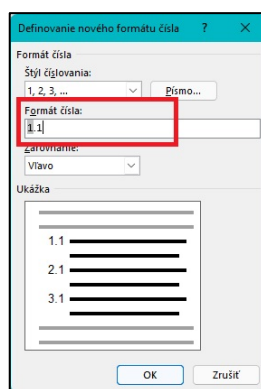 Definovanie nového formátu čísla ? ×
Formát čísla
Štýl číslovania:
1, 2, 3, ... Písmo...
Formát čísla:
1.1
Zarovnanie:
Vľavo
Ukážka
1.1
2.1
3.1
OK Zrušiť